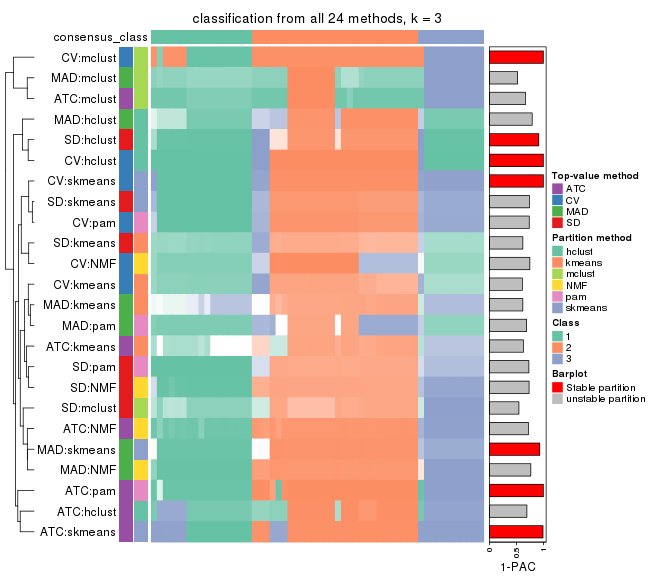 classification from all 24 methods, k = 3
consensus_class
CV:mclust
MAD:mclust
ATC:mclust
MAD:hclust
SD:hclust
CV:hclust
CV:skmeans
SD:skmeans
CV:pam
SD:kmeans
CV:NMF
CV:kmeans
MAD:kmeans
MAD:pam
ATC:kmeans
SD:pam
SD:NMF
SD:mclust
ATC:NMF
MAD:skmeans
MAD:NMF
ATC:pam
ATC:hclust
ATC:skmeans
0
0.5
1
1-PAC
Top-value method
ATC
CV
MAD
SD
Partition method
hclust
kmeans
mclust
NMF
pam
skmeans
Class
1
2
3
Barplot
Stable partition
unstable partition